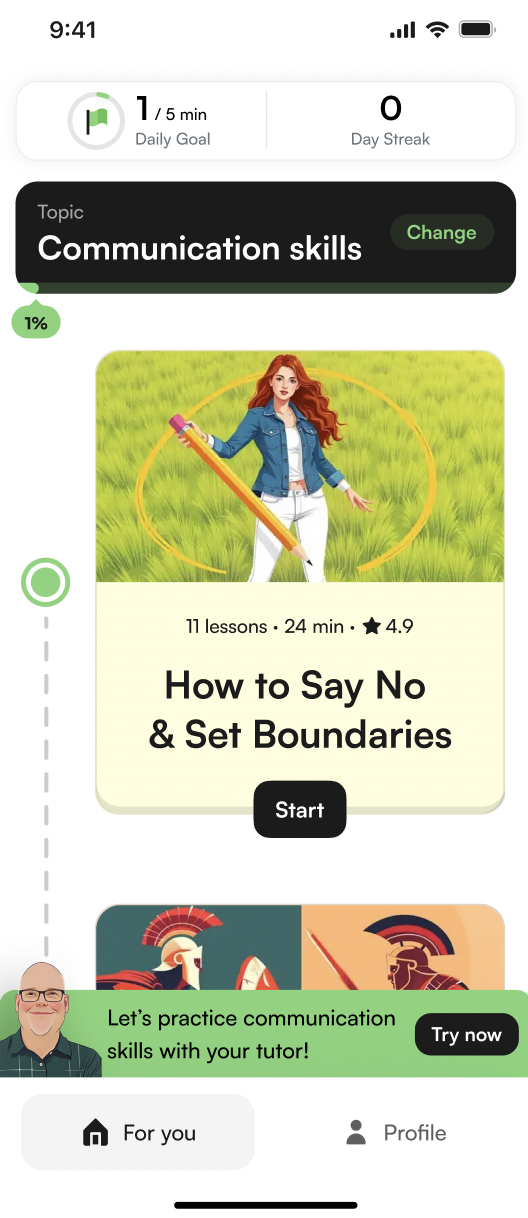 9:41
1 / 5 min
Daily Goal
0
Day Streak
Topic
Communication skills
Change
1%
11 lessons · 24 min · ★ 4.9
How to Say No
& Set Boundaries
Start
Let's practice communication
skills with your tutor!
Try now
For you
Profile